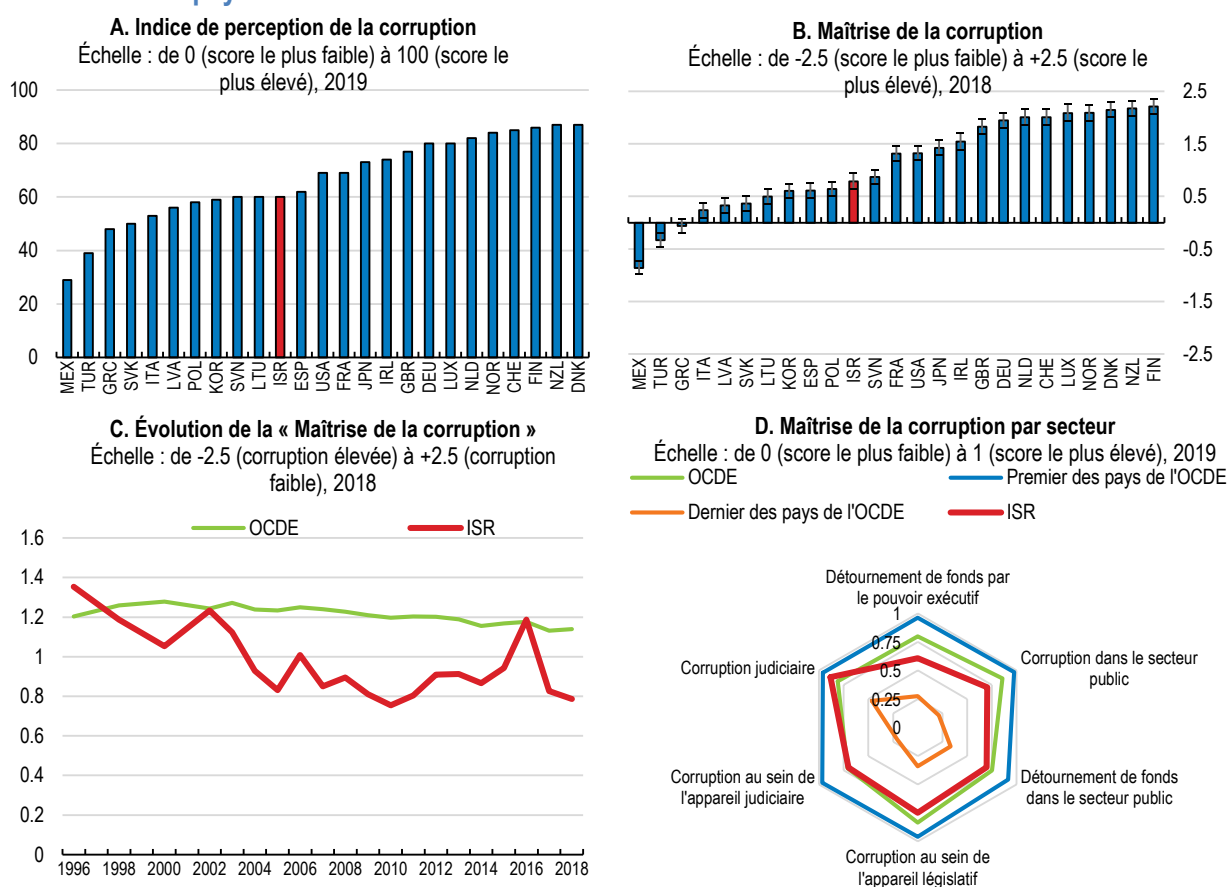 A. Indice de perception de la corruption
Échelle : de 0 (score le plus faible) à 100 (score le
plus élevé), 2019
100
80
60
40
20
0
MEX TUR GRC SVK ITA LVA POL KOR SVN LTU ISR ESP USA FRA JPN IRL GBR DEU LUX NLD NOR CHE FIN NZL DNK
B. Maîtrise de la corruption
Échelle : de -2.5 (score le plus faible) à +2.5 (score le
plus élevé), 2018
2.5
1.5
0.5
-0.5
-1.5
-2.5
MEX TUR GRC ITA LVA SVK LTU KOR ESP POL ISR SVN FRA USA JPN IRL GBR DEU NLD CHE LUX NOR DNK NZL FIN
C. Évolution de la « Maîtrise de la corruption »
Échelle : de -2.5 (corruption élevée) à +2.5 (corruption
faible), 2018
OCDE ISR
1.6
1.4
1.2
1
0.8
0.6
0.4
0.2
0
1996 1998 2000 2002 2004 2006 2008 2010 2012 2014 2016 2018
D. Maîtrise de la corruption par secteur
Échelle : de 0 (score le plus faible) à 1 (score le plus élevé), 2019
OCDE Premier des pays de l'OCDE
Dernier des pays de l'OCDE ISR
Détournement de fonds par
le pouvoir exécutif
1
0.75
0.5
0.25
0
Corruption dans le secteur
public
Détournement de fonds
dans le secteur public
Corruption au sein de
l'appareil législatif
Corruption au sein de
l'appareil judiciaire
Corruption judiciaire